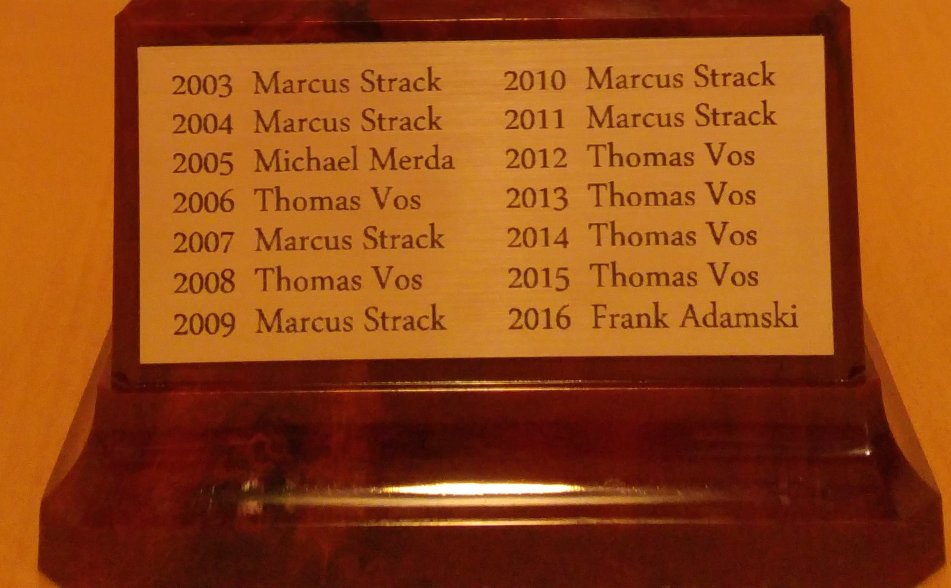 2003 Marcus Strack
2004 Marcus Strack
2005 Michael Merda
2006 Thomas Vos
2007 Marcus Strack
2008 Thomas Vos
2009 Marcus Strack
2010 Marcus Strack
2011 Marcus Strack
2012 Thomas Vos
2013 Thomas Vos
2014 Thomas Vos
2015 Thomas Vos
2016 Frank Adamski